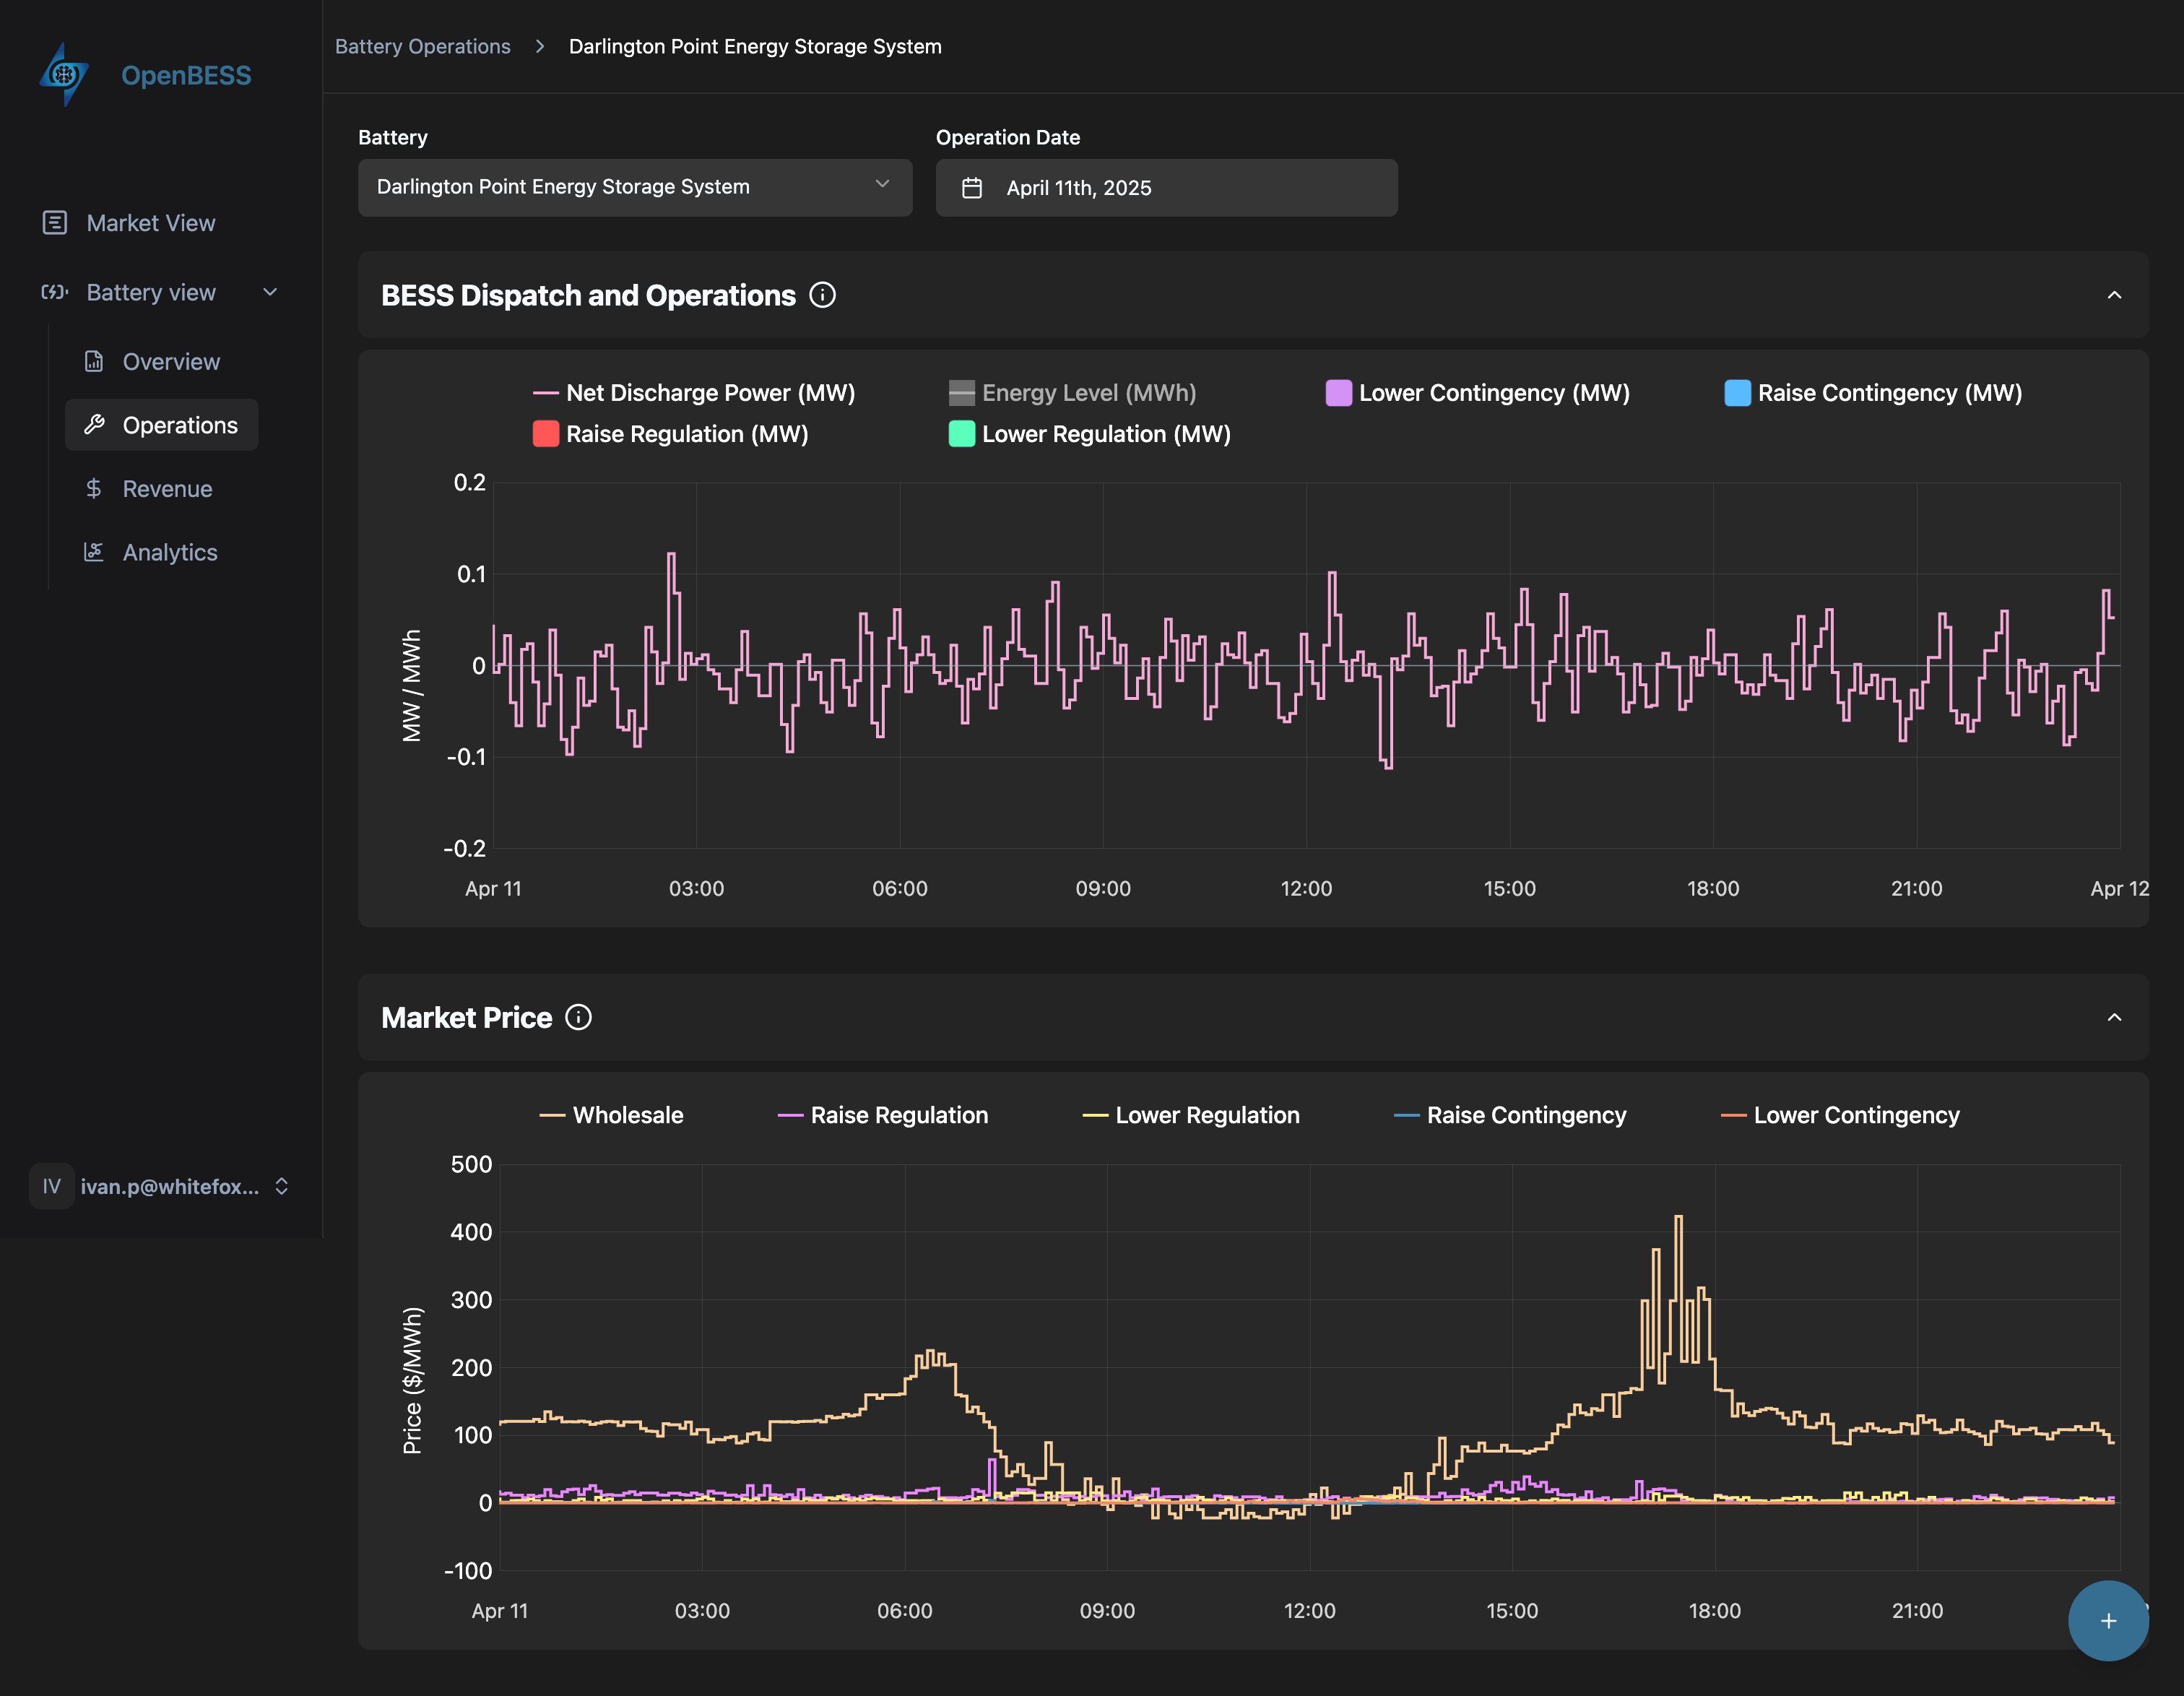 OpenBESS
Market View
Battery view
Overview
Operations
Revenue
Analytics
IV ivan.p@whitefox...
Battery Operations > Darlington Point Energy Storage System
Battery
Darlington Point Energy Storage System
Operation Date
April 11th, 2025
BESS Dispatch and Operations
Net Discharge Power (MW) Energy Level (MWh) Lower Contingency (MW) Raise Contingency (MW)
Raise Regulation (MW) Lower Regulation (MW)
MW / MWh
0.2
0.1
0
-0.1
-0.2
Apr 11 03:00 06:00 09:00 12:00 15:00 18:00 21:00 Apr 12
Market Price
Wholesale Raise Regulation Lower Regulation Raise Contingency Lower Contingency
Price ($/MWh)
500
400
300
200
100
0
-100
Apr 11 03:00 06:00 09:00 12:00 15:00 18:00 21:00
+